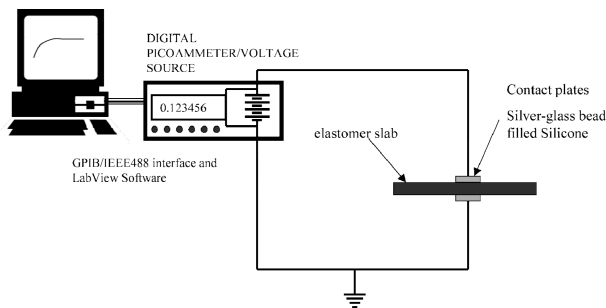 DIGITAL
PICOAMMETER/VOLTAGE
SOURCE
0.123456
GPIB/IEEE488 interface and
LabView Software
elastomer slab
Contact plates
Silver-glass bead
filled Silicone